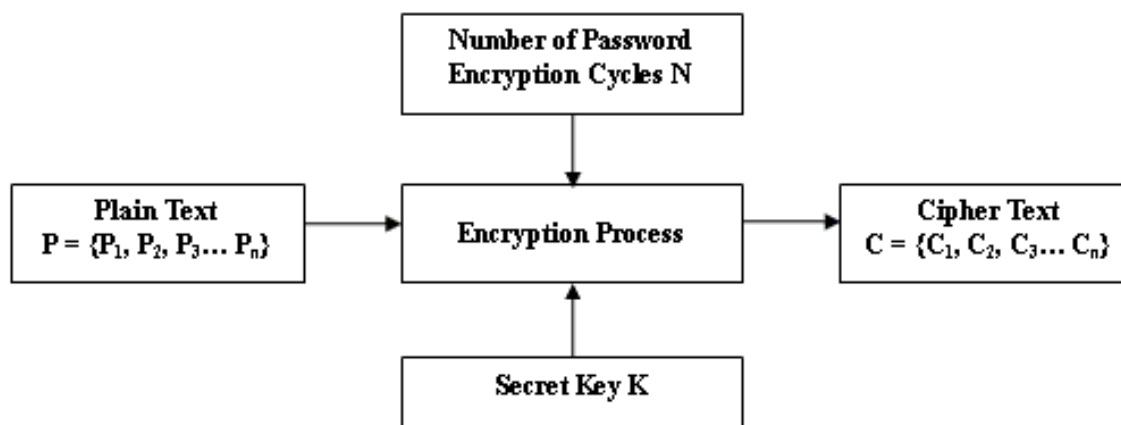 Number of Password
Encryption Cycles N
Plain Text
P = {P₁, P₂, P₃... Pₙ}
Encryption Process
Cipher Text
C = {C₁, C₂, C₃... Cₙ}
Secret Key K